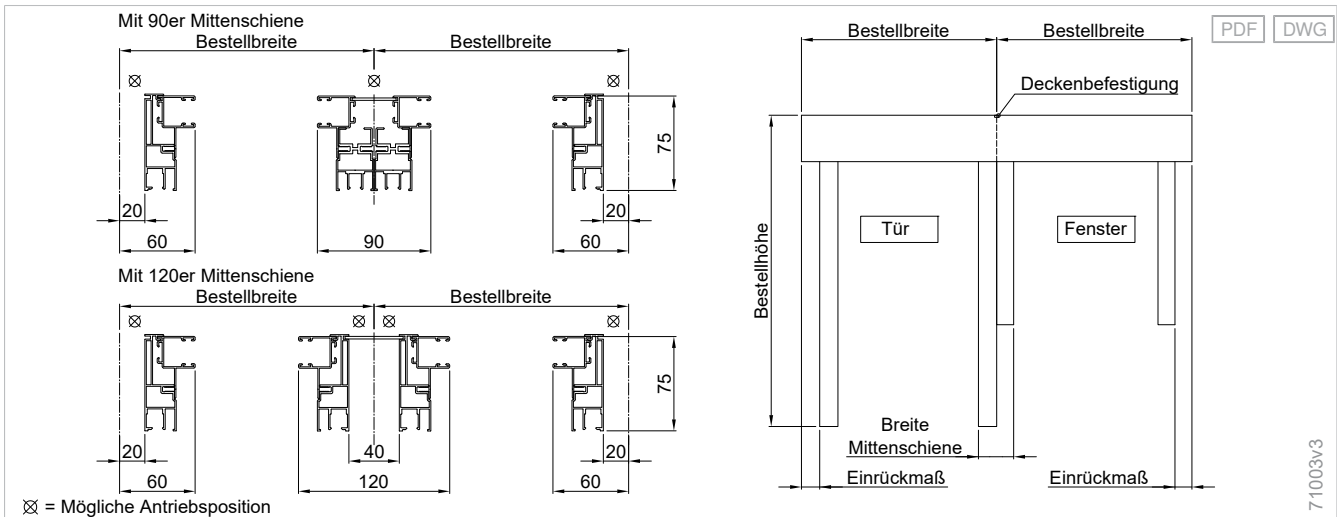 Mit 90er Mittenschiene
Bestellbreite
Bestellbreite
75
20
20
60
90
60
Mit 120er Mittenschiene
Bestellbreite
Bestellbreite
75
20
40
20
60
120
60
= Mögliche Antriebsposition
Bestellbreite
Bestellbreite
PDF
DWG
Deckenbefestigung
Bestellhöhe
Tür
Fenster
Breite
Mittenschiene
Einrückmaß
Einrückmaß
71003v3